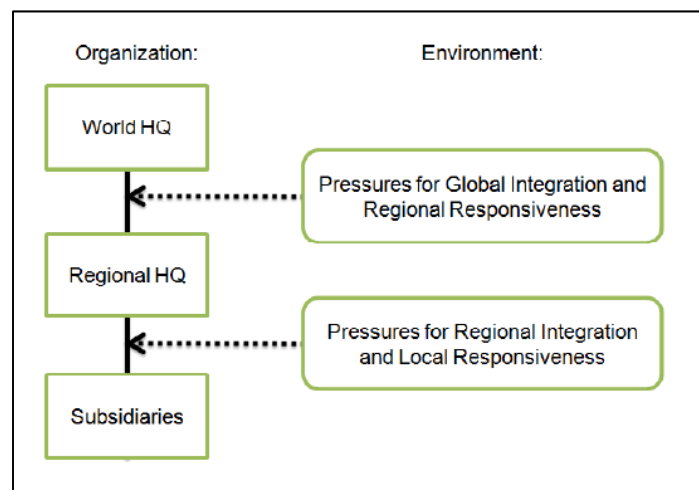 Organization:
Environment:
World HQ
Pressures for Global Integration and
Regional Responsiveness
Regional HQ
Pressures for Regional Integration
and Local Responsiveness
Subsidiaries